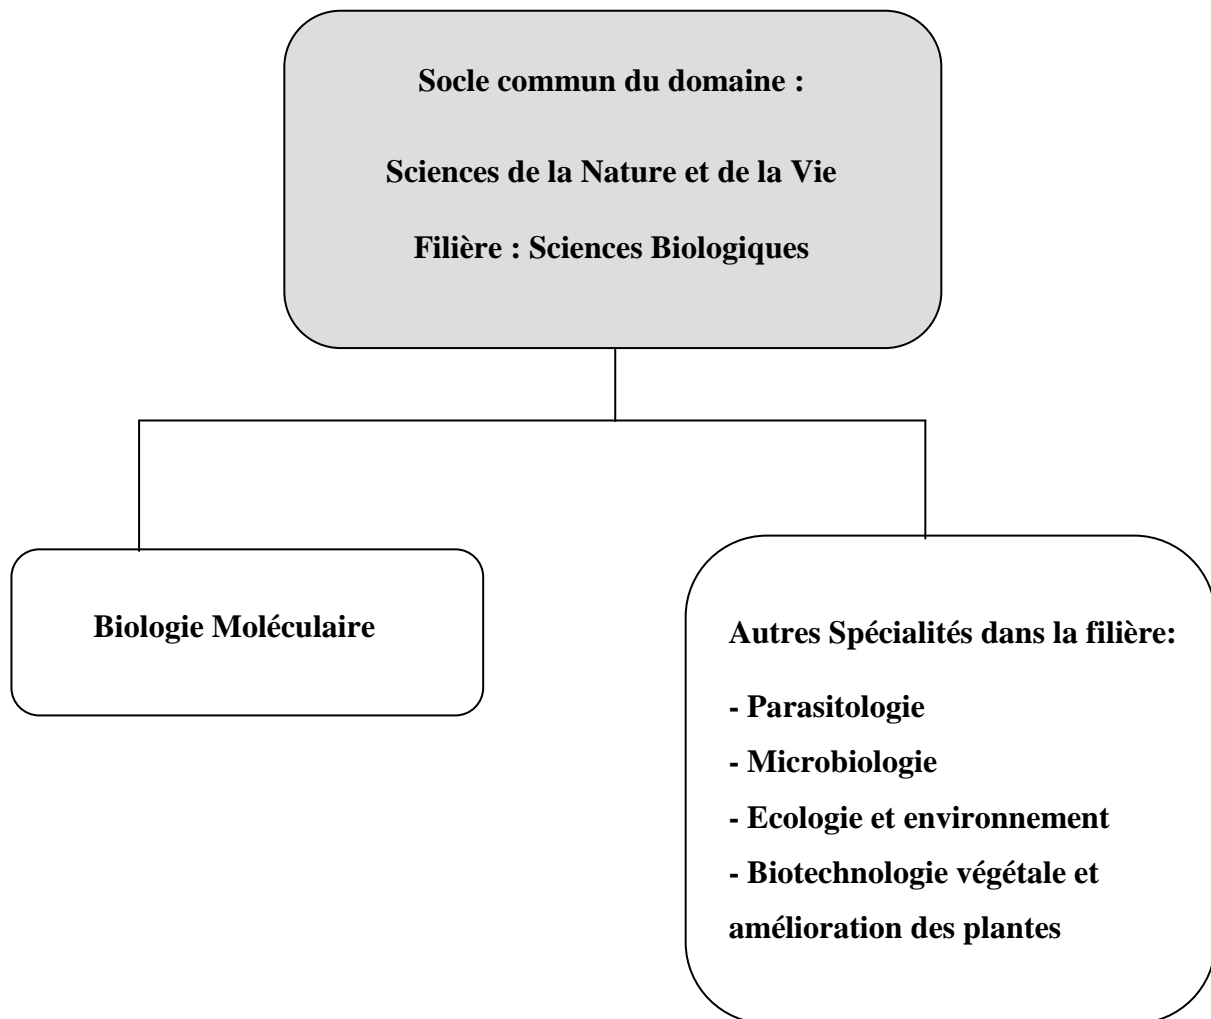 Socle commun du domaine :
Sciences de la Nature et de la Vie
Filière : Sciences Biologiques
Biologie Moléculaire
Autres Spécialités dans la filière:
- Parasitologie
- Microbiologie
- Ecologie et environnement
- Biotechnologie végétale et
amélioration des plantes